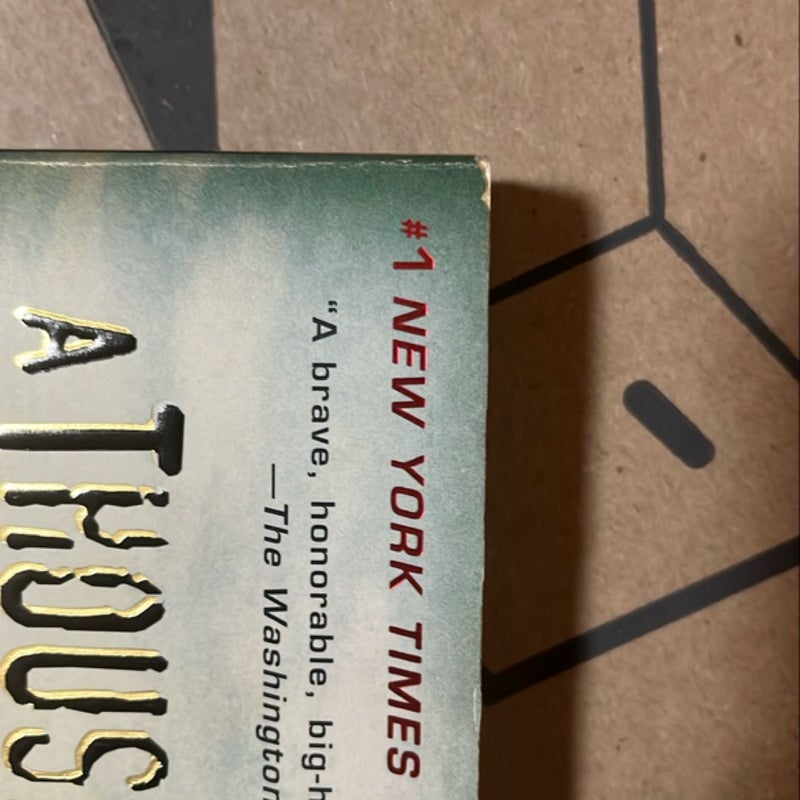 #1 NEW YORK TIMES
“A brave, honorable, big-h
—The Washington
A THOUS